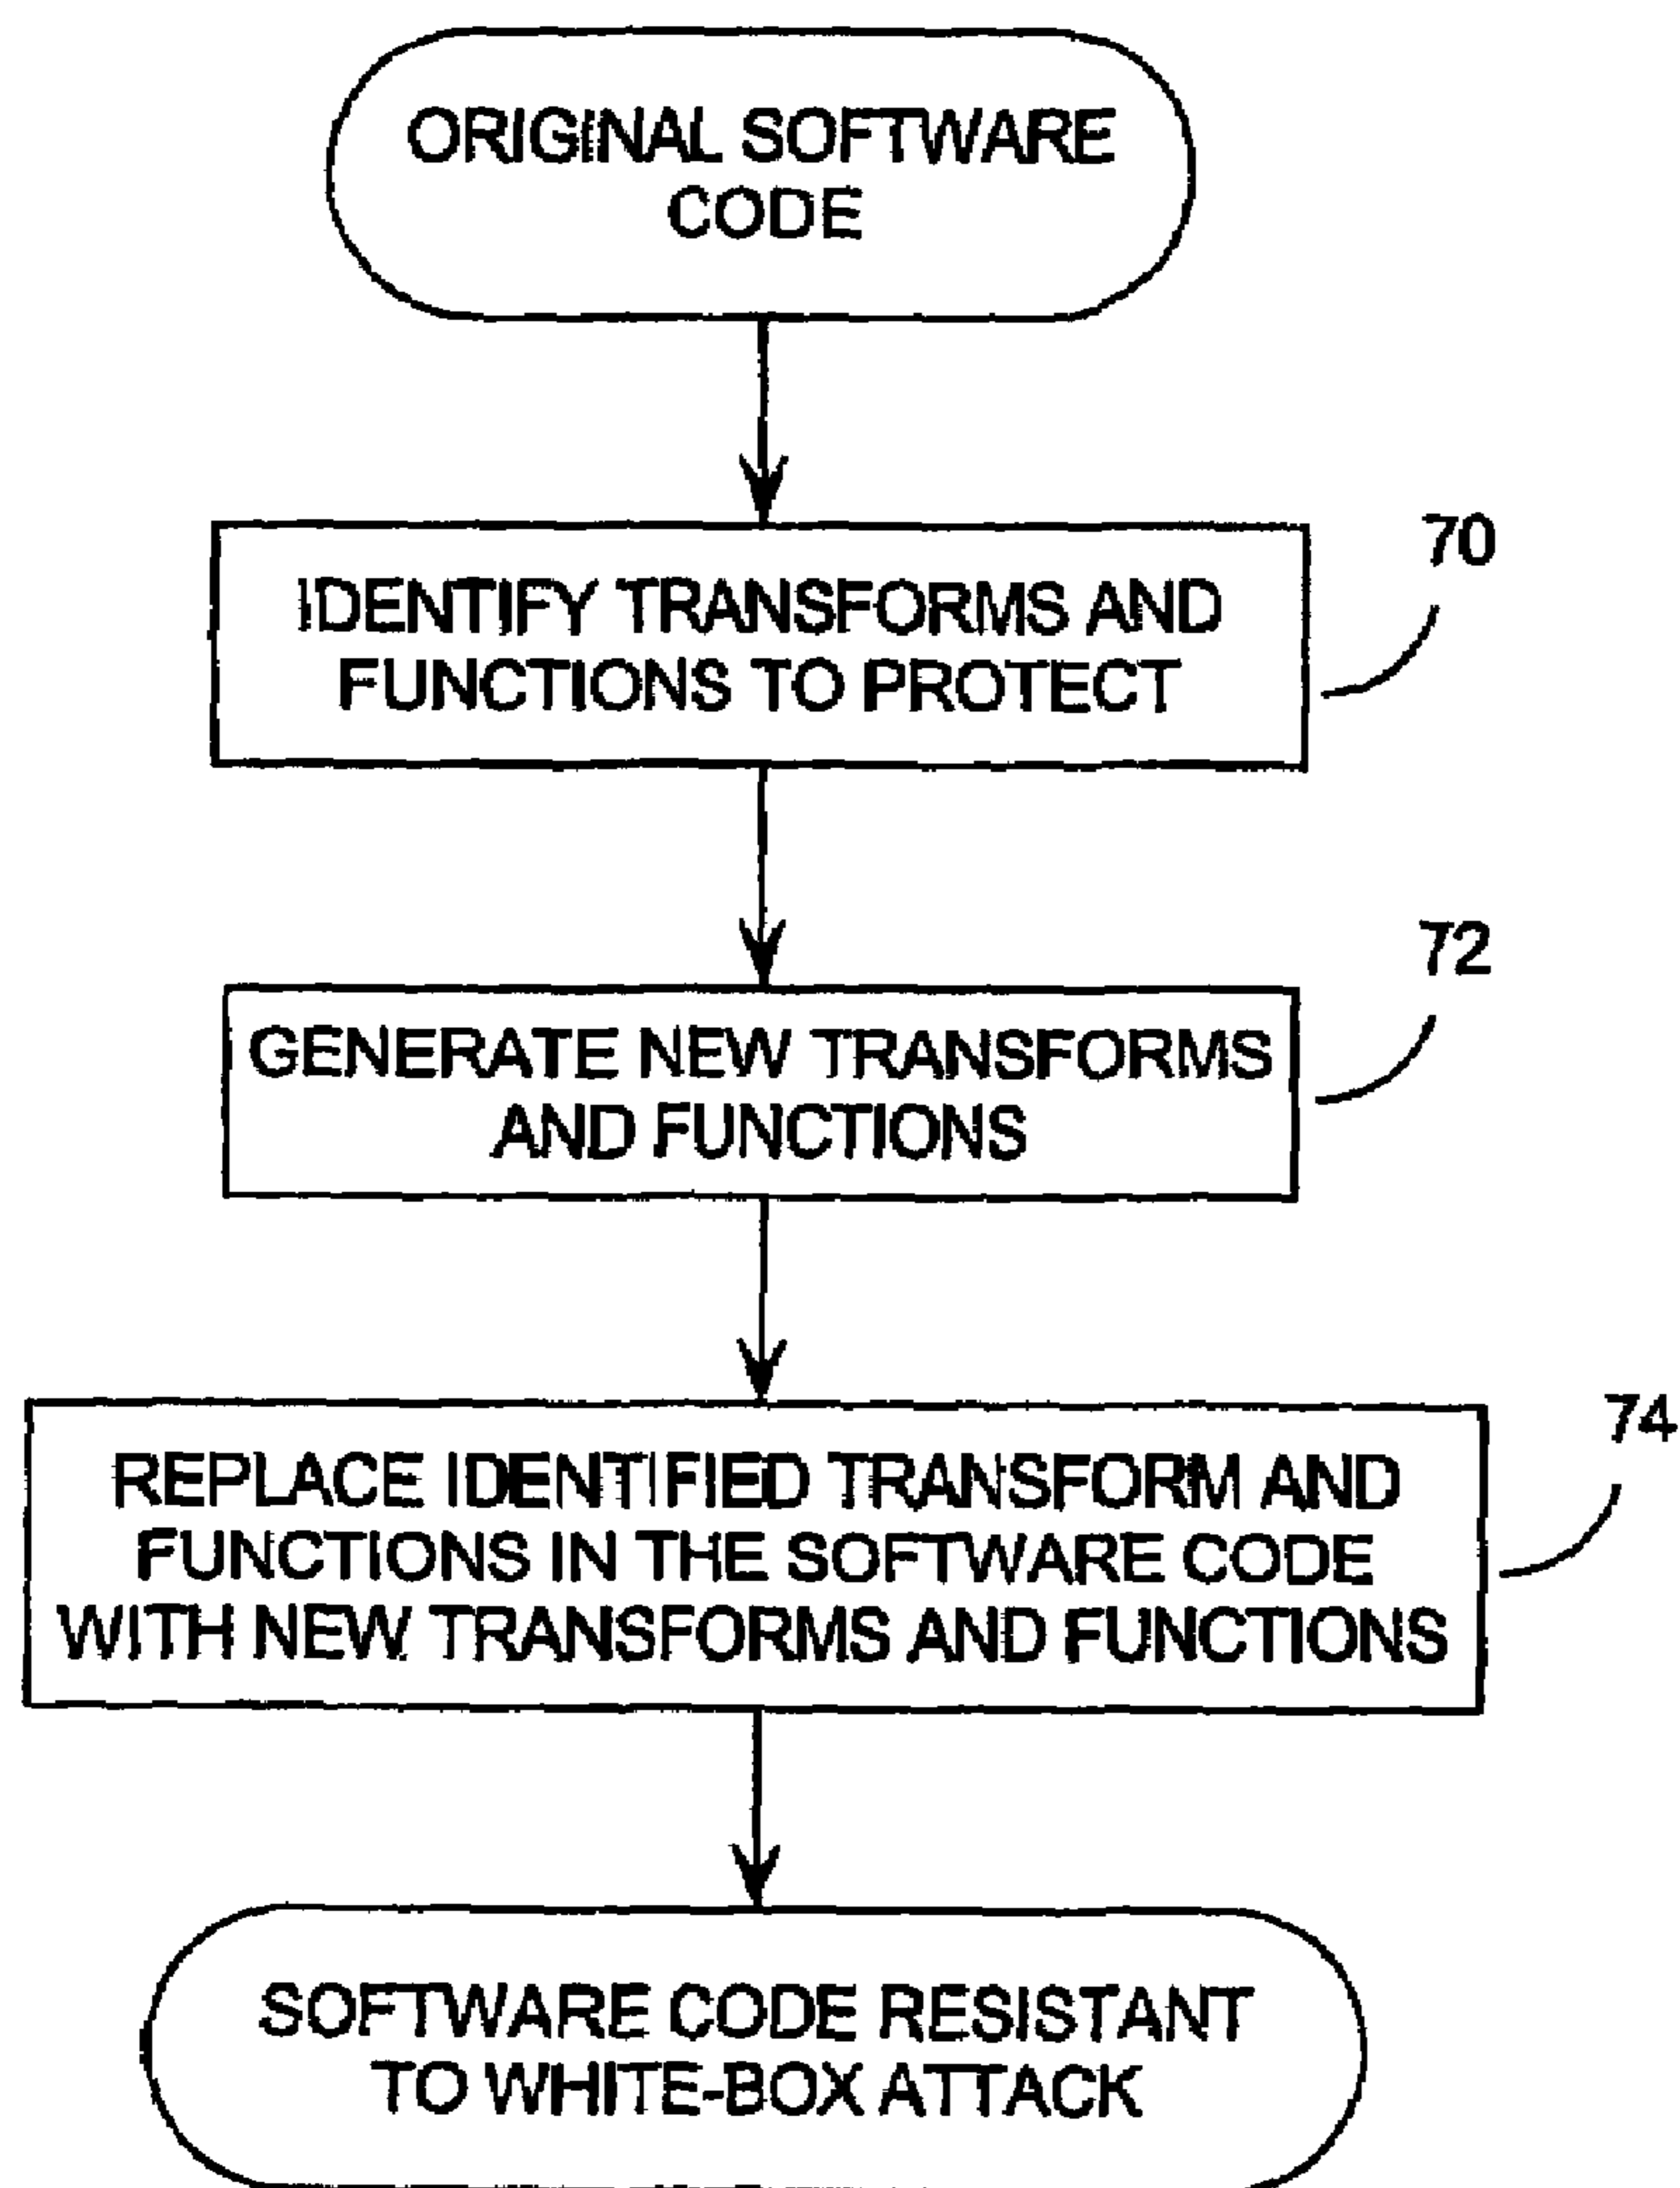 ORIGINAL SOFTWARE
CODE
70
IDENTIFY TRANSFORMS AND
FUNCTIONS TO PROTECT
72
GENERATE NEW TRANSFORMS
AND FUNCTIONS
74
REPLACE IDENTIFIED TRANSFORM AND
FUNCTIONS IN THE SOFTWARE CODE
WITH NEW TRANSFORMS AND FUNCTIONS
SOFTWARE CODE RESISTANT
TO WHITE-BOX ATTACK